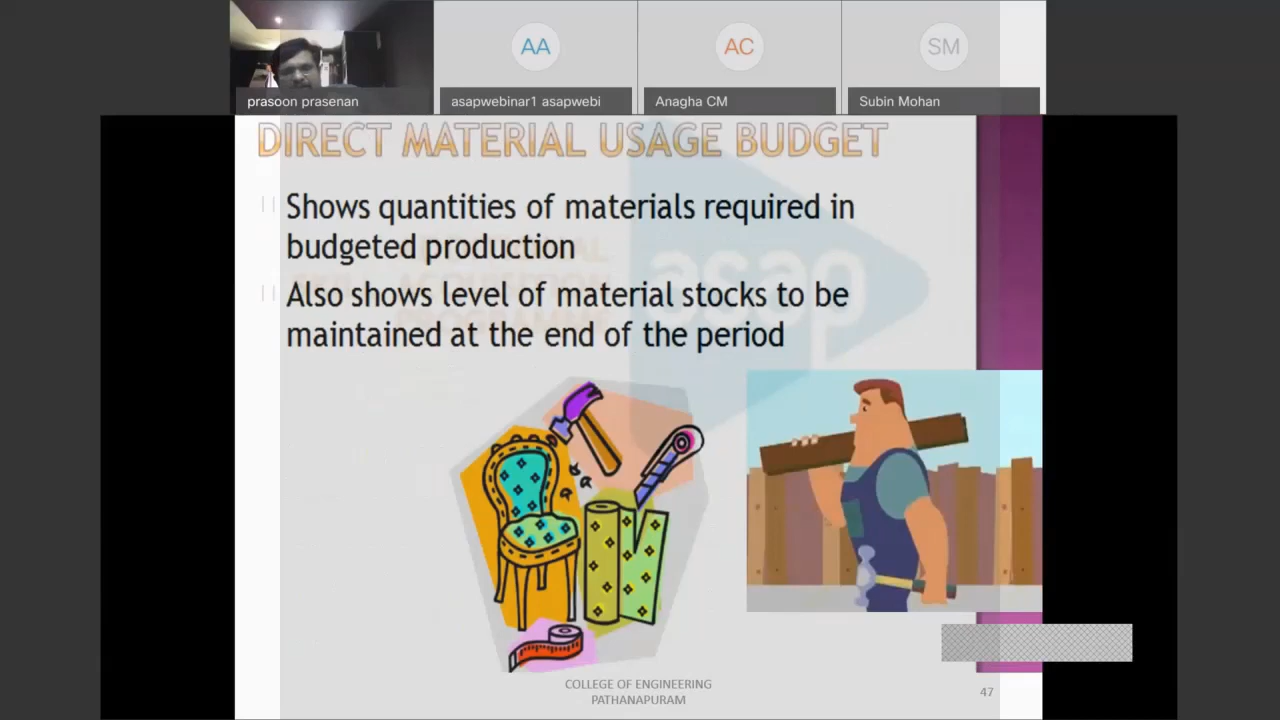 AA
AC
SM
prasoon prasenan
asapwebinar1 asapwebi
Anagha CM
Subin Mohan
DIRECT MATERIAL USAGE BUDGET
Shows quantities of materials required in
budgeted production
Also shows level of material stocks to be
maintained at the end of the period
asap
COLLEGE OF ENGINEERING
PATHANAPURAM
47